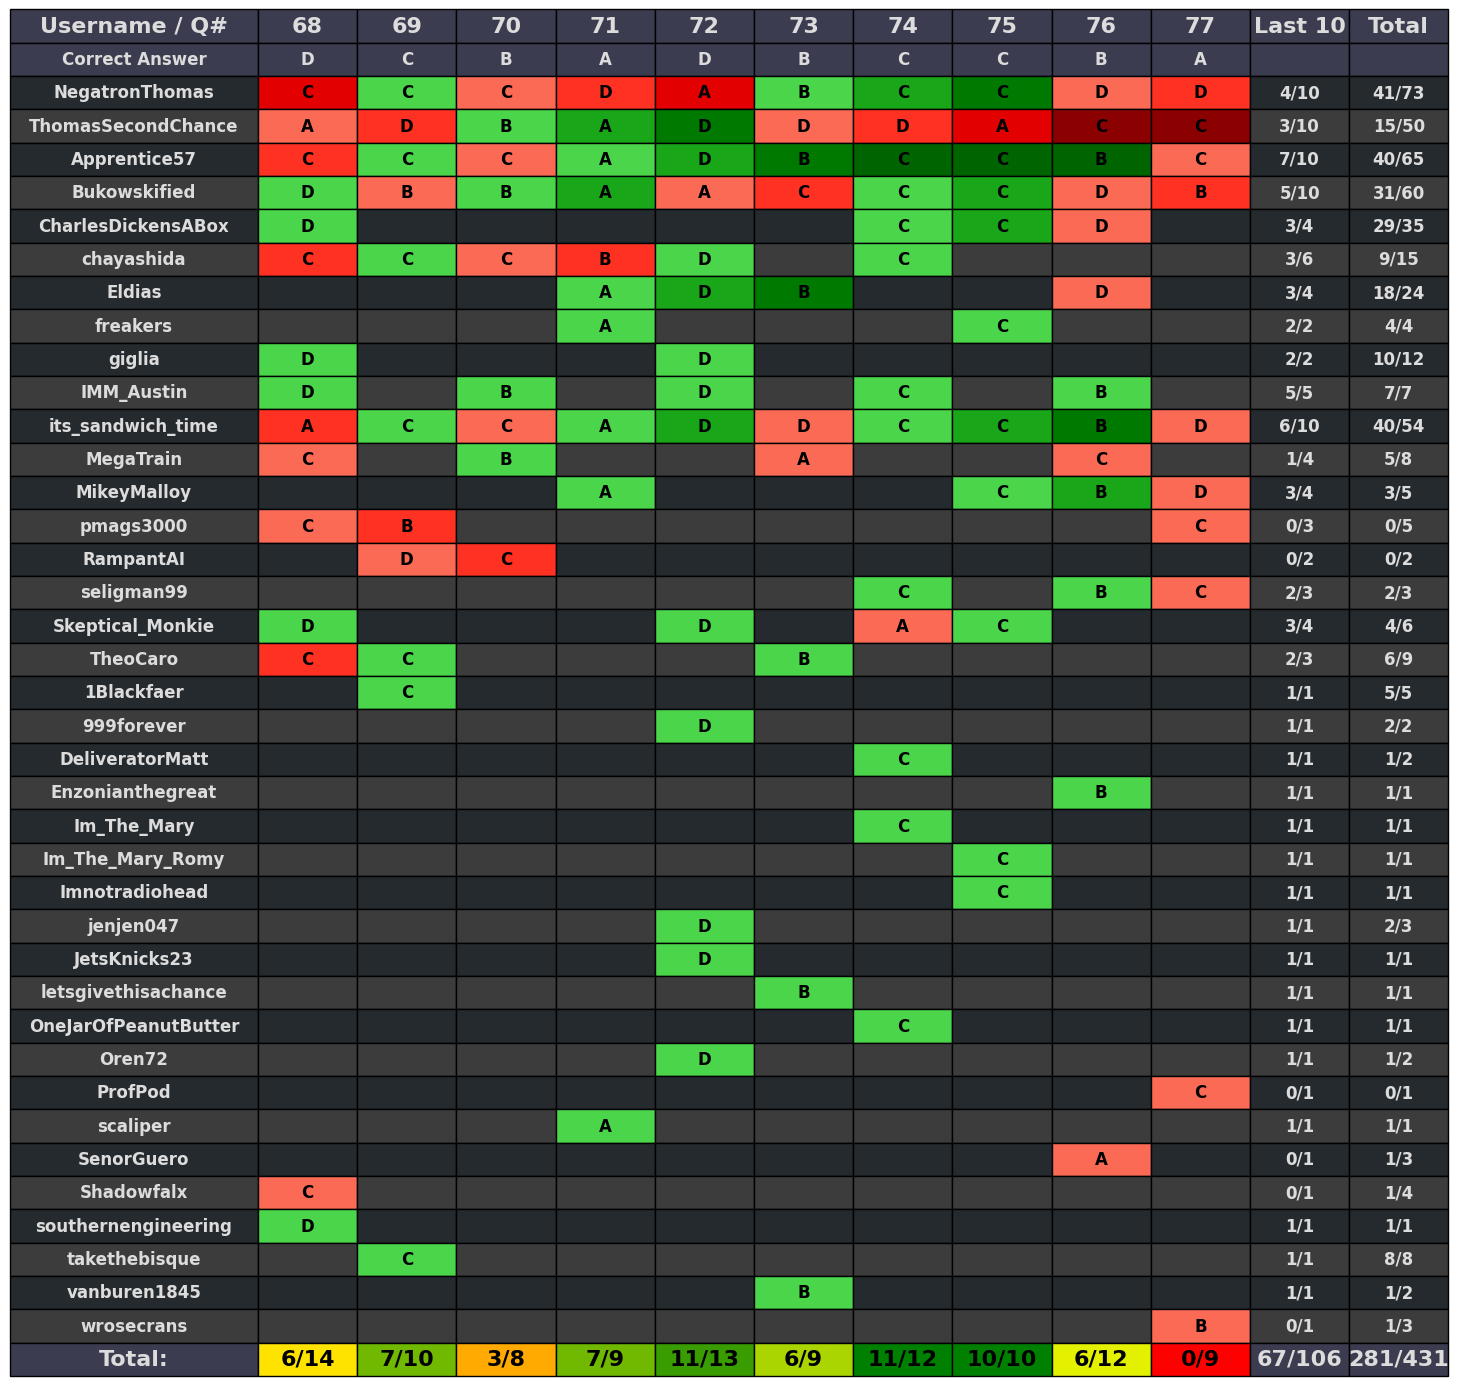 Username / Q# 68 69 70 71 72 73 74 75 76 77 Last 10 Total
Correct Answer D C B A D B C C B A
NegatronThomas C C C D A B C C D D 4/10 41/73
ThomasSecondChance A D B A D D D A C C 3/10 15/50
Apprentice57 C C C A D B C C B C 7/10 40/65
Bukowskified D B B A A C C C D B 5/10 31/60
CharlesDickensABox D C C D 3/4 29/35
chayashida C C C B D C 3/6 9/15
Eldias A D B D 3/4 18/24
freakers A C 2/2 4/4
giglia D D 2/2 10/12
IMM_Austin D B D C B 5/5 7/7
its_sandwich_time A C C A D D C C B D 6/10 40/54
MegaTrain C B A C 1/4 5/8
MikeyMalloy A C B D 3/4 3/5
pmags3000 C B C 0/3 0/5
RampantAI D C 0/2 0/2
seligman99 C B C 2/3 2/3
Skeptical_Monkie D D A C 3/4 4/6
TheoCaro C C B 2/3 6/9
1Blackfaer C 1/1 5/5
999forever D 1/1 2/2
DeliveratorMatt C 1/1 1/2
Enzonianthegreat B 1/1 1/1
Im_The_Mary C 1/1 1/1
Im_The_Mary_Romy C 1/1 1/1
Imnotradiohead C 1/1 1/1
jenjen047 D 1/1 2/3
JetsKnicks23 D 1/1 1/1
letsgivethisachance B 1/1 1/1
OneJarOfPeanutButter C 1/1 1/1
Oren72 D 1/1 1/2
ProfPod C 0/1 0/1
scaliper A 1/1 1/1
SenorGuero A 0/1 1/3
Shadowfalx C 0/1 1/4
southernengineering D 1/1 1/1
takethebisque C 1/1 8/8
vanburen1845 B 1/1 1/2
wrosecrans B 0/1 1/3
Total: 6/14 7/10 3/8 7/9 11/13 6/9 11/12 10/10 6/12 0/9 67/106 281/431